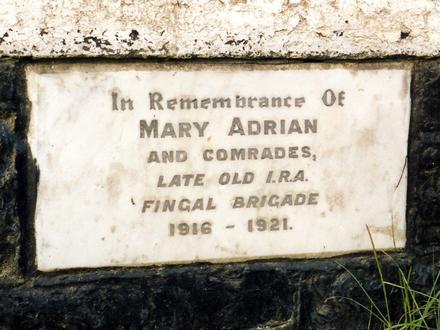 In Remembrance Of
MARY ADRIAN
AND COMRADES,
LATE OLD I.R.A.
FINGAL BRIGADE
1916 - 1921.